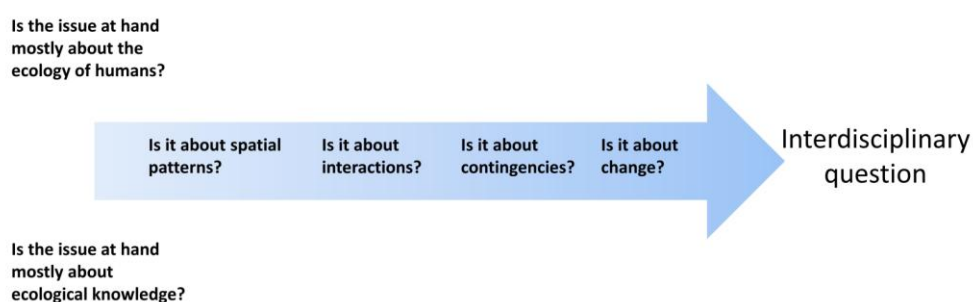 Is the issue at hand
mostly about the
ecology of humans?
Is it about spatial
patterns?
Is it about
interactions?
Is it about
contingencies?
Is it about
change?
Interdisciplinary
question
Is the issue at hand
mostly about
ecological knowledge?